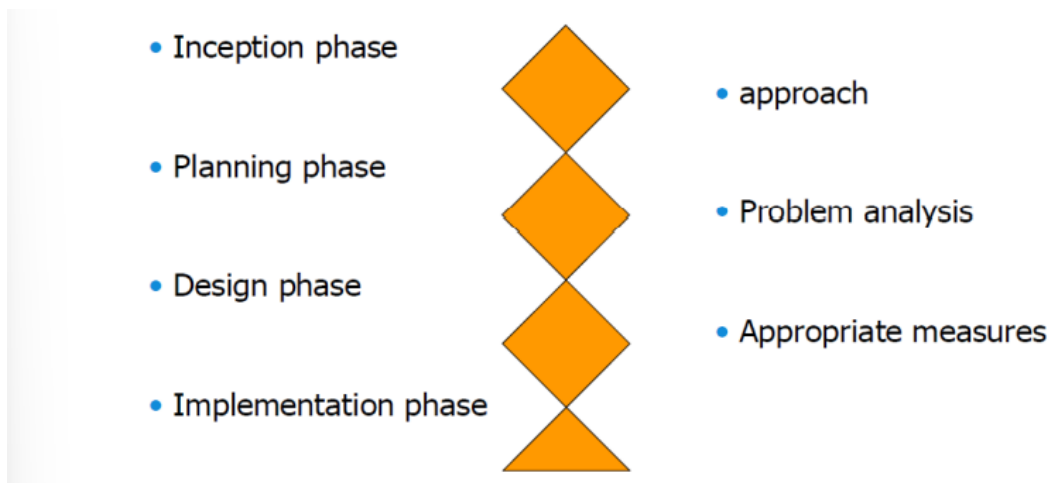 • Inception phase
• approach
• Planning phase
• Problem analysis
• Design phase
• Appropriate measures
• Implementation phase